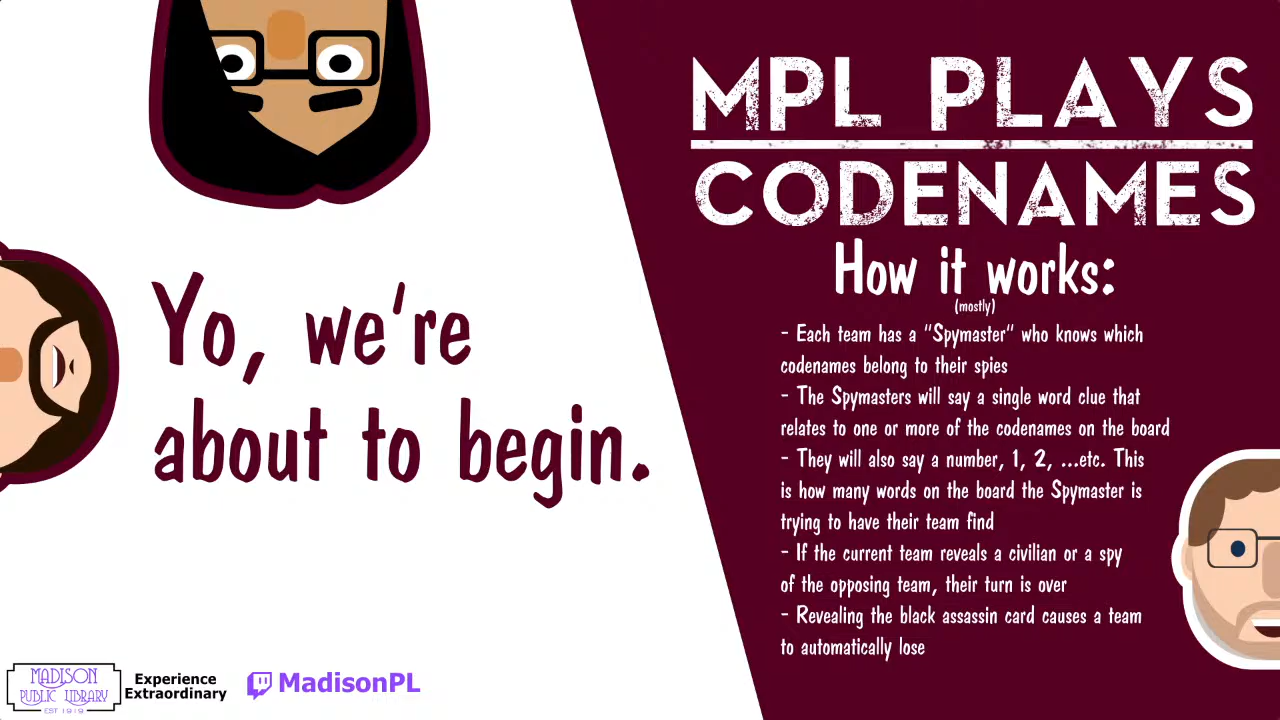 MPL PLAYS
CODENAMES
How it works:
(mostly)
- Each team has a "Spymaster" who knows which
codenames belong to their spies
- The Spymasters will say a single word clue that
relates to one or more of the codenames on the board
- They will also say a number, 1, 2, ...etc. This
is how many words on the board the Spymaster is
trying to have their team find
- If the current team reveals a civilian or a spy
of the opposing team, their turn is over
- Revealing the black assassin card causes a team
to automatically lose
Yo, we're
about to begin.
MADISON
PUBLIC LIBRARY
EST 1919
Experience
Extraordinary
MadisonPL